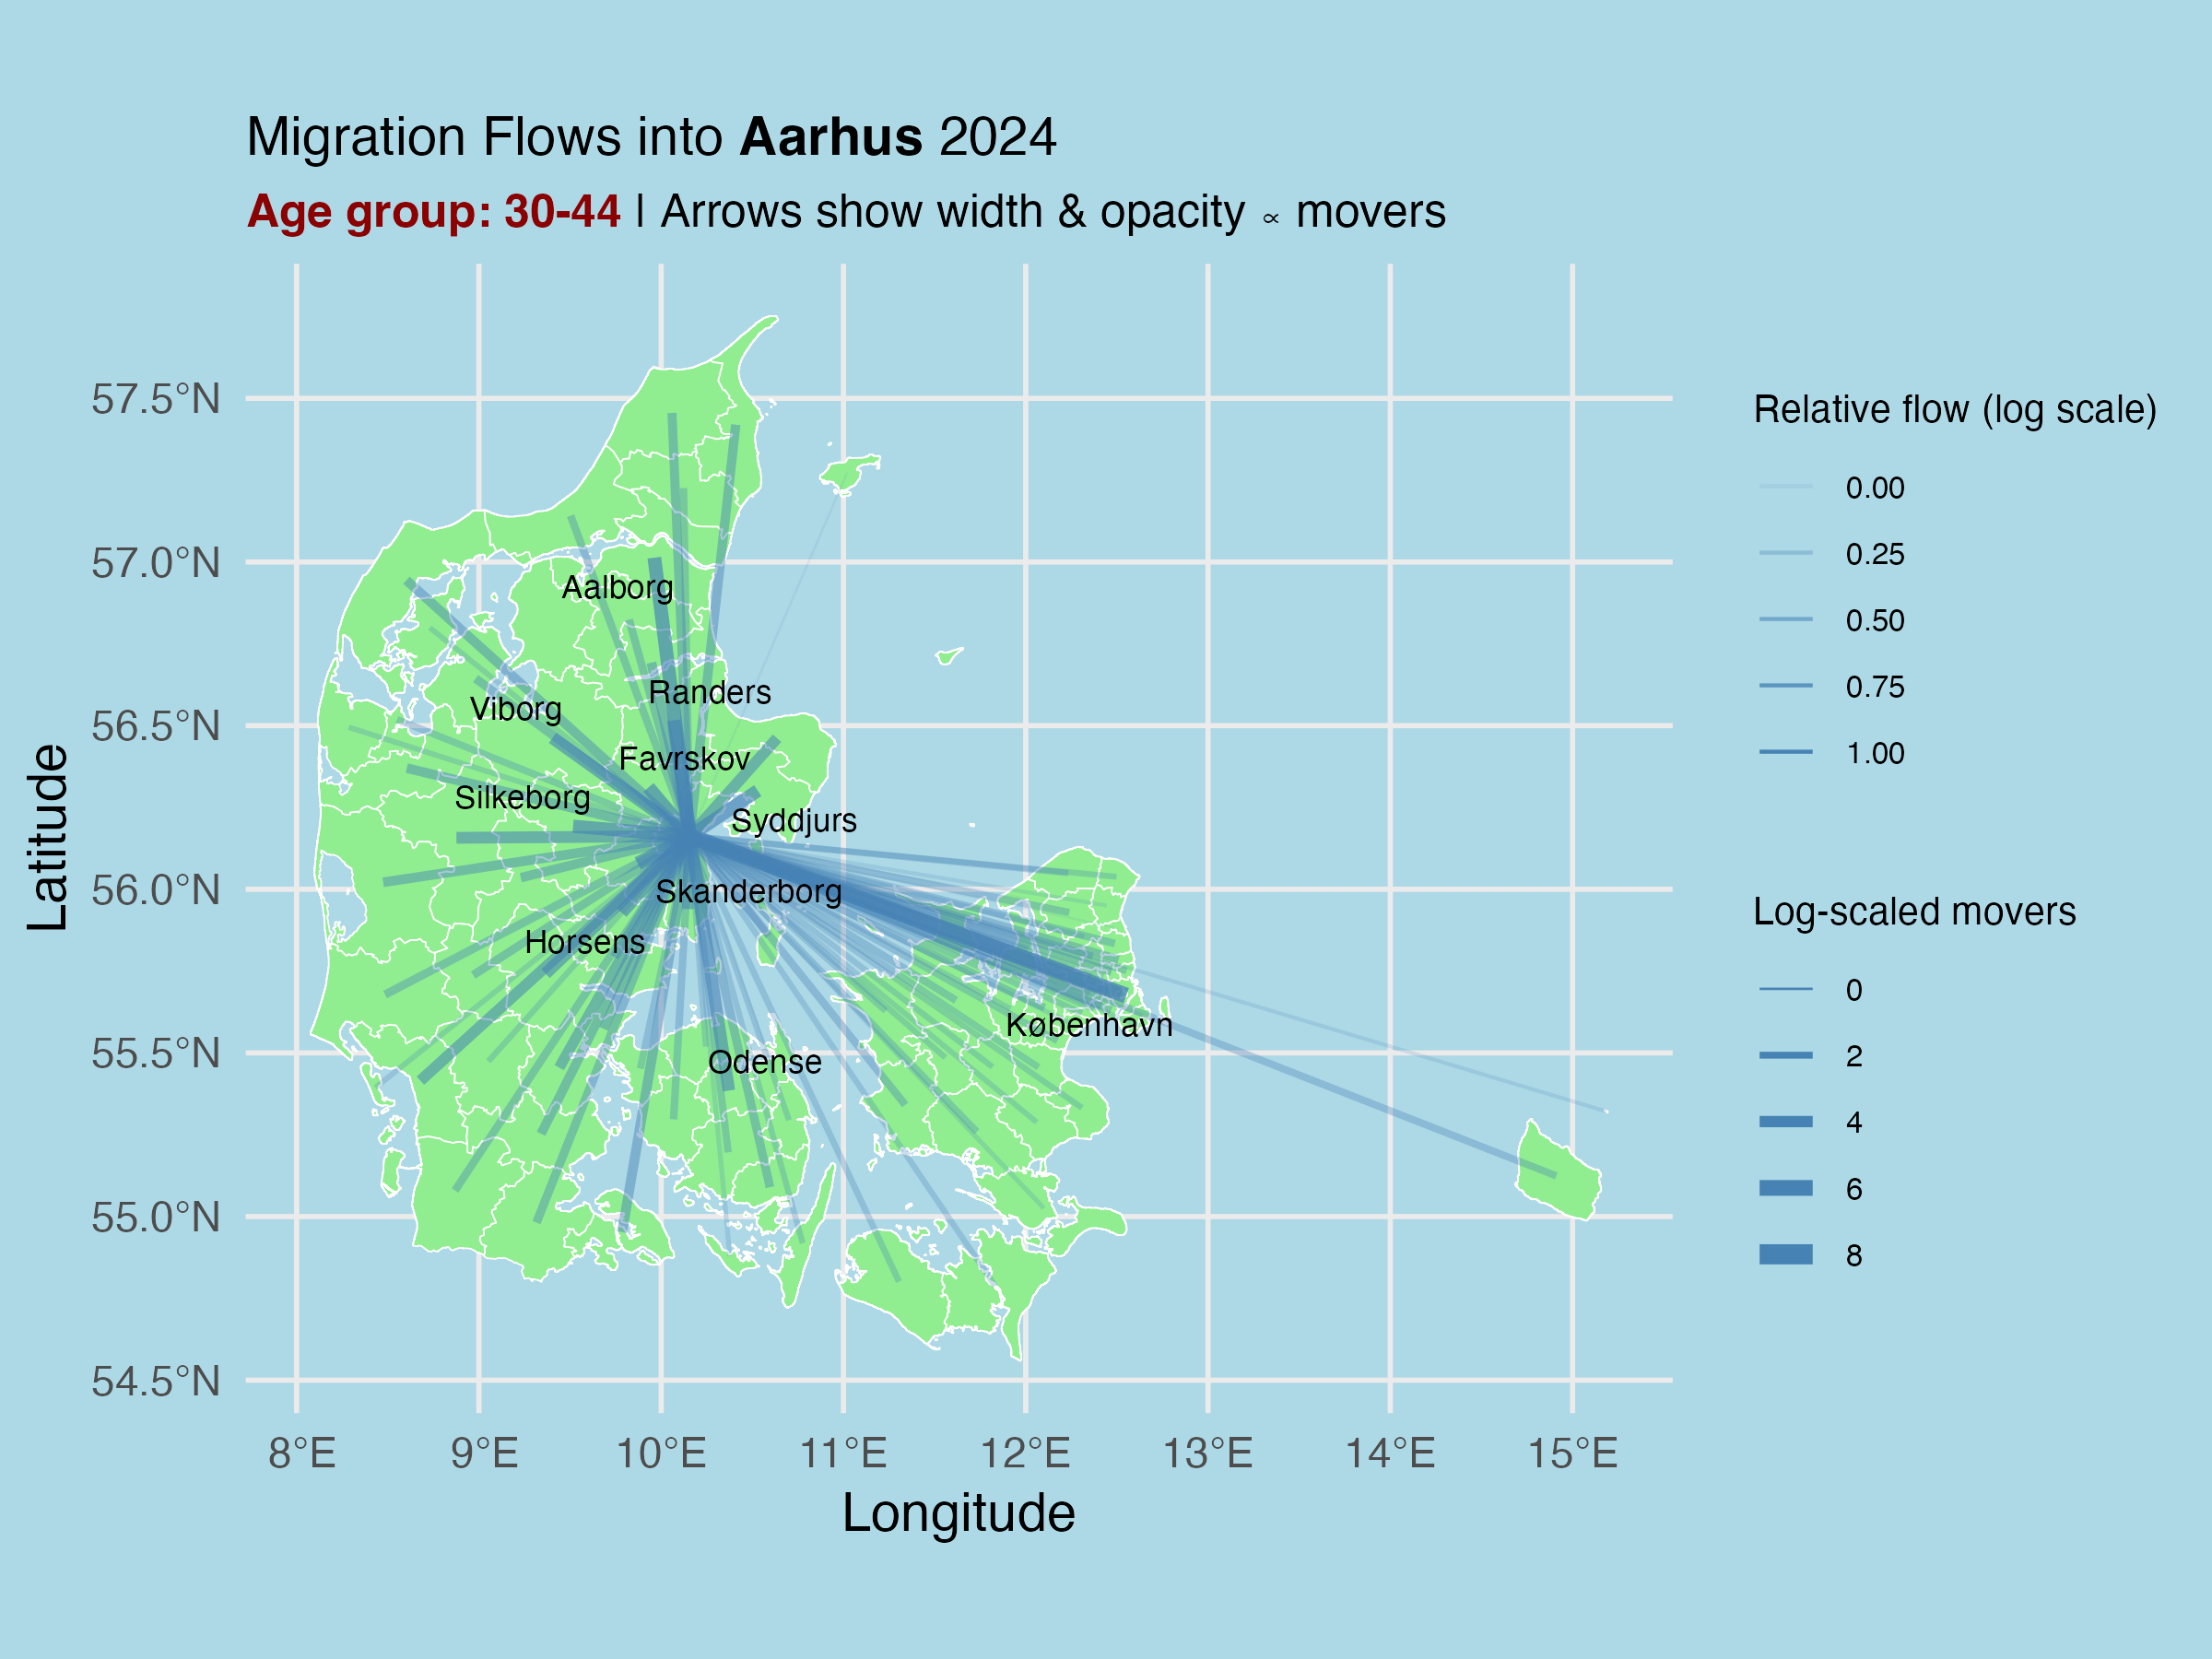 Migration Flows into Aarhus 2024
Age group: 30-44 | Arrows show width & opacity ∝ movers
57.5°N
57.0°N
56.5°N
56.0°N
55.5°N
55.0°N
54.5°N
Latitude
Aalborg
Randers
Viborg
Favrskov
Silkeborg
Syddjurs
Skanderborg
Horsens
København
Odense
8°E
9°E
10°E
11°E
12°E
13°E
14°E
15°E
Longitude
Relative flow (log scale)
0.00
0.25
0.50
0.75
1.00
Log-scaled movers
0
2
4
6
8